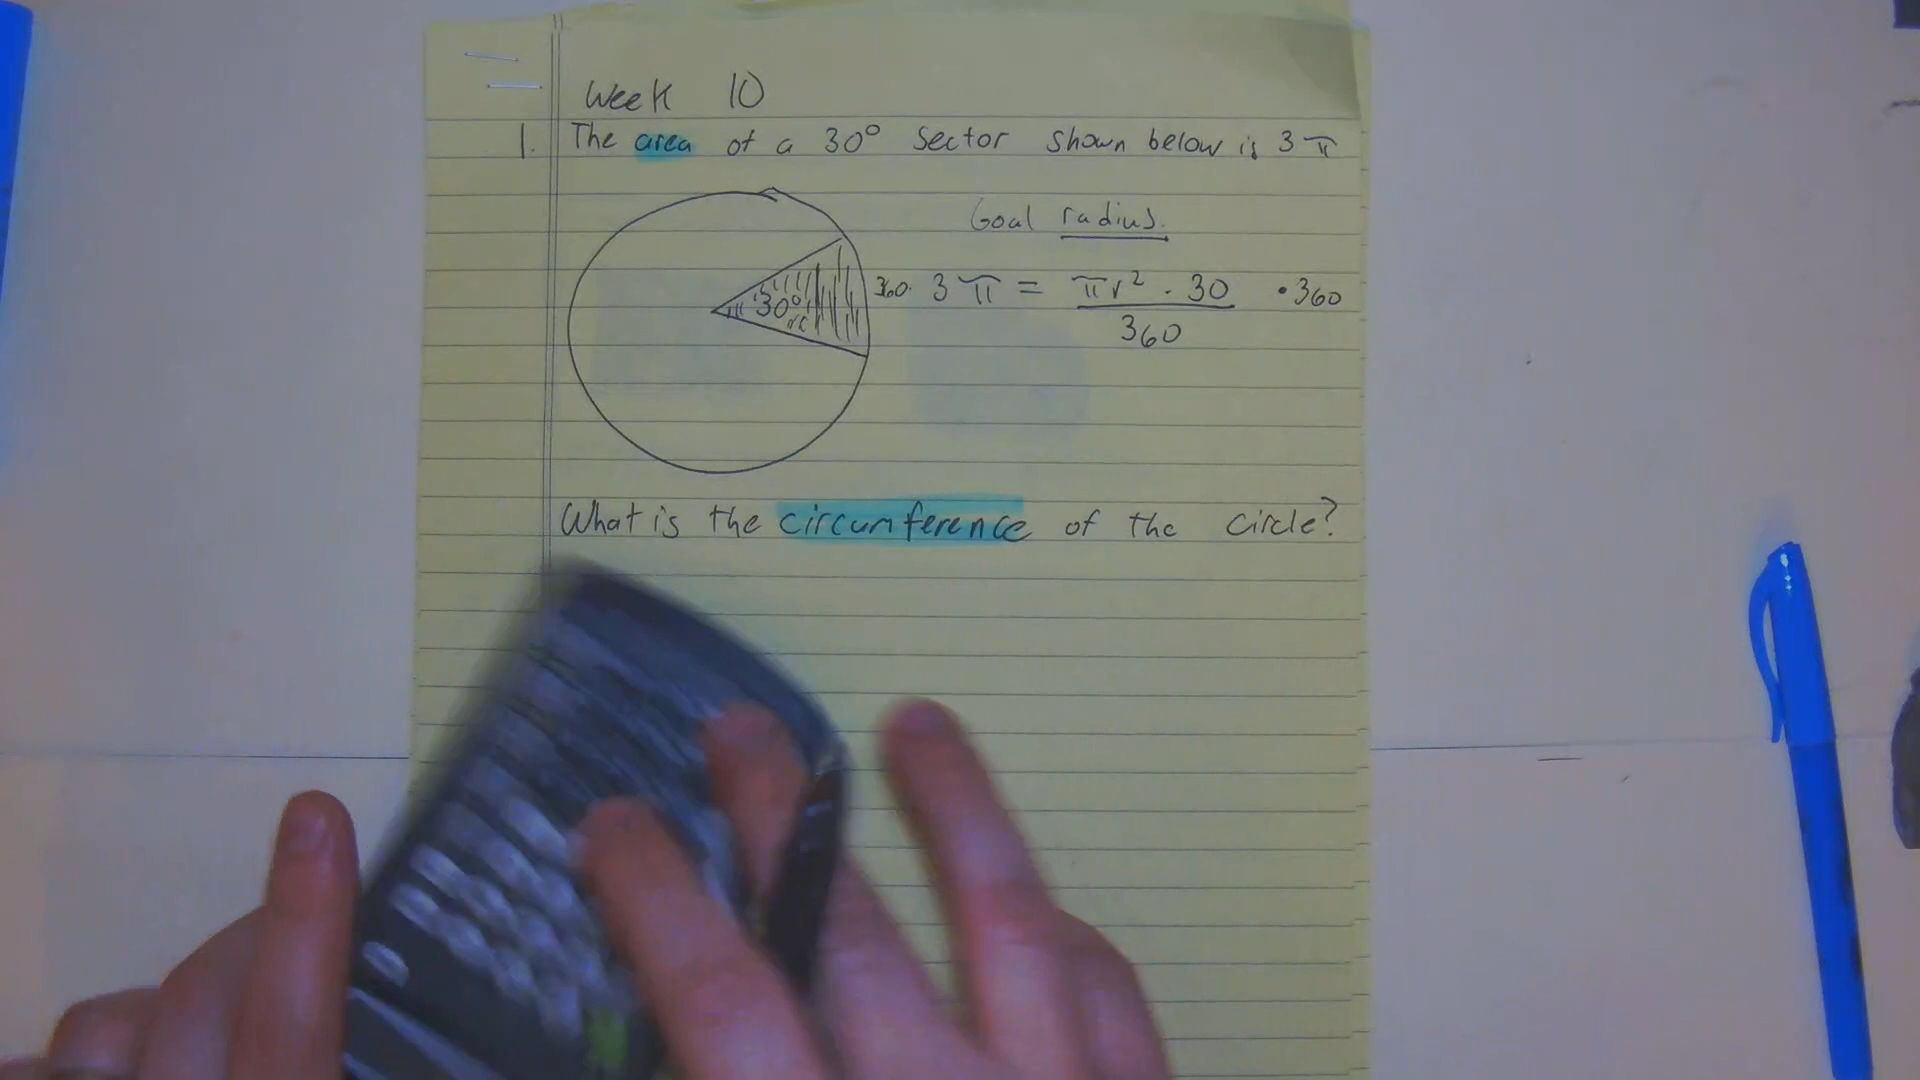 Week 10
1. The area of a 30° sector shown below is 3π
Goal radius.
30°
360· 3π = πr² · 30 / 360 •360
What is the circumference of the circle?